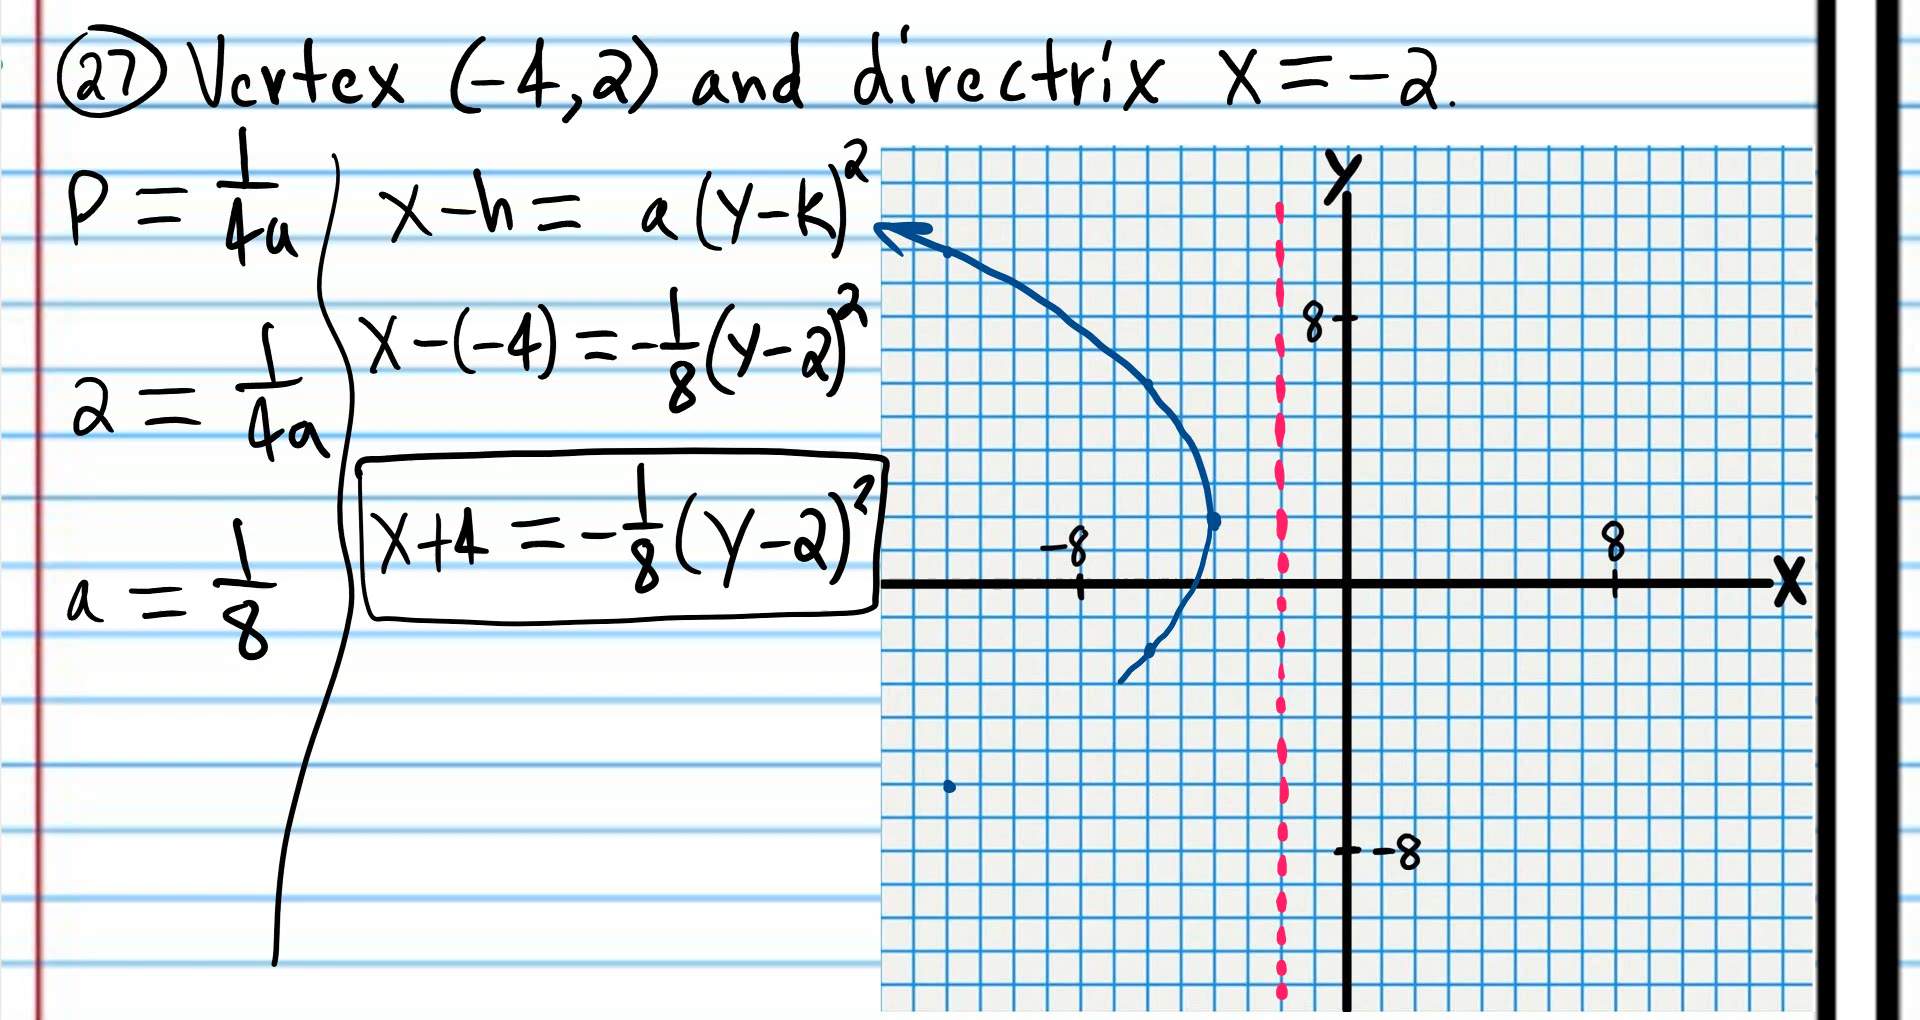 27 Vertex (-4,2) and directrix X=-2.
P = 1/4a
2 = 1/4a
a = 1/8
x-h = a(y-k)²
x-(-4) = -1/8(y-2)²
x+4 = -1/8(y-2)²
Y
8
-8
8
X
-8